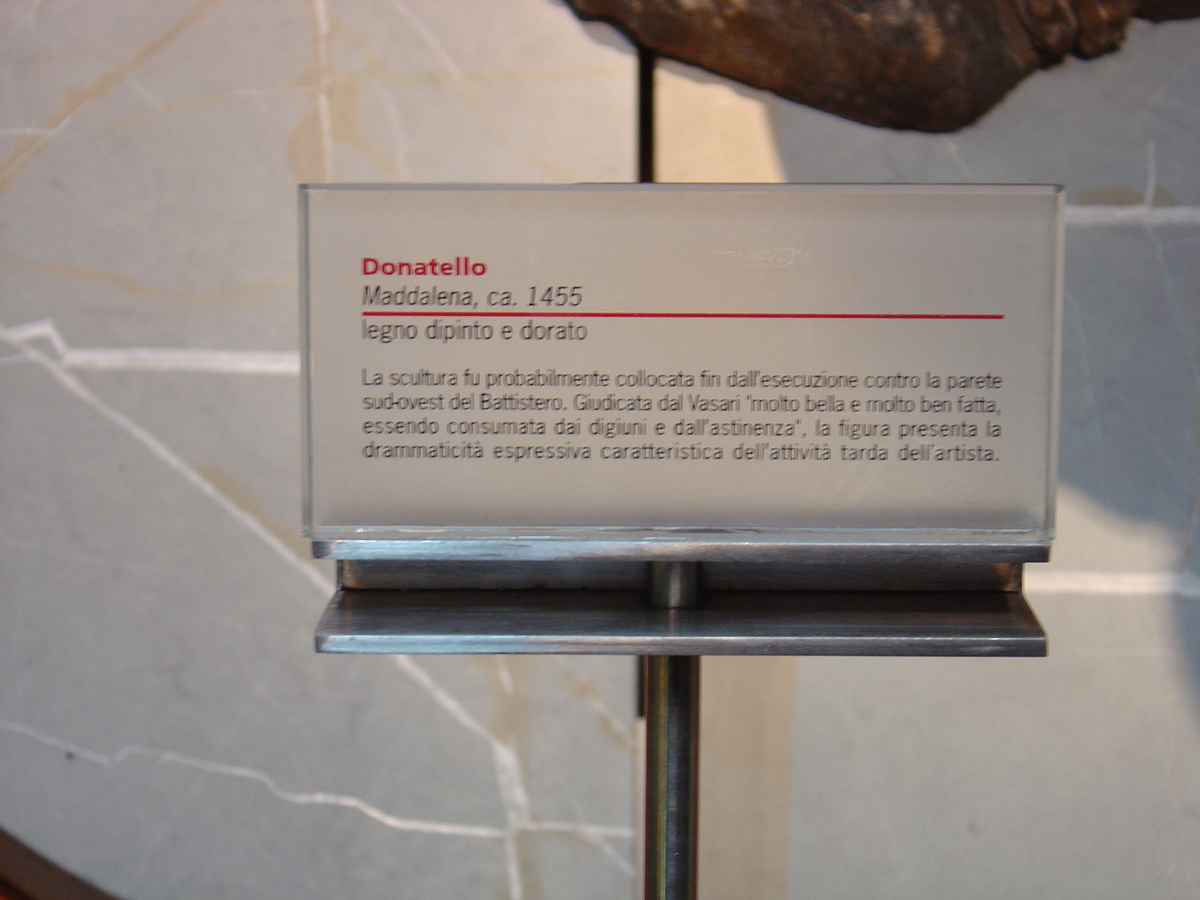 Donatello
Maddalena, ca. 1455
legno dipinto e dorato
La scultura fu probabilmente collocata fin dall'esecuzione contro la parete
sud-ovest del Battistero. Giudicata dal Vasari "molto bella e molto ben fatta,
essendo consumata dai digiuni e dall'astinenza", la figura presenta la
drammaticità espressiva caratteristica dell'attività tarda dell'artista.